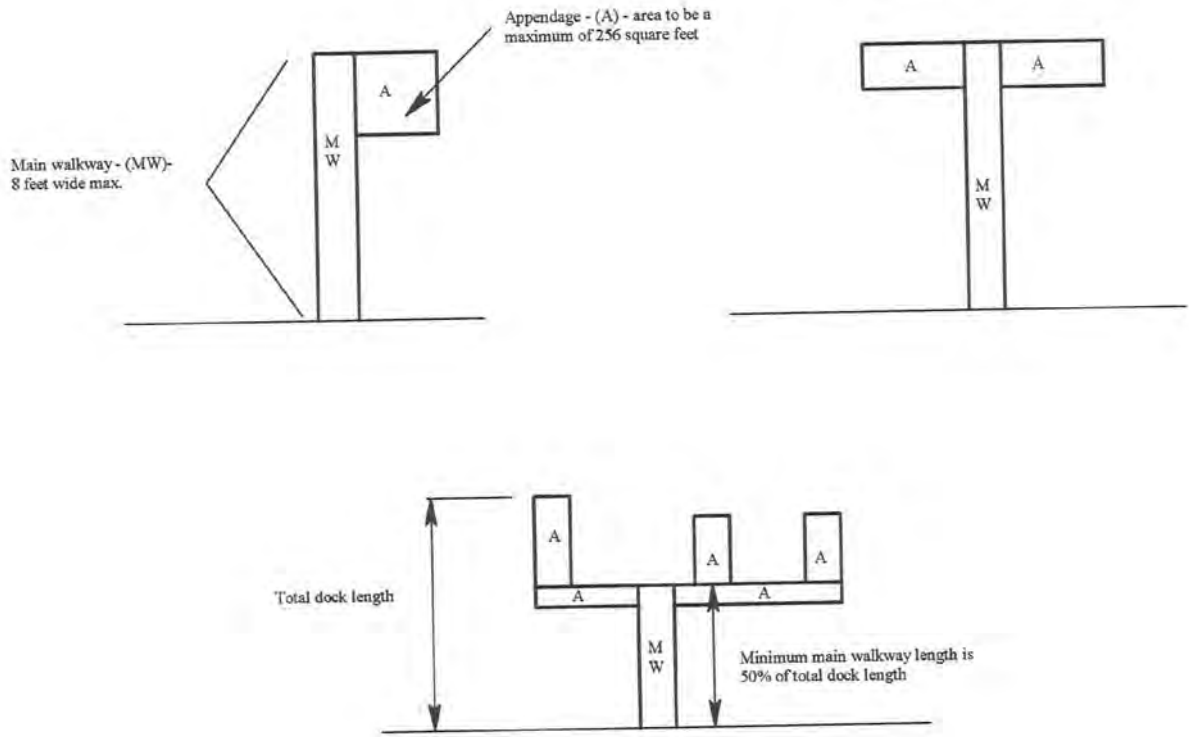 Appendage - (A) - area to be a
maximum of 256 square feet
A
M
W
Main walkway - (MW)-
8 feet wide max.
A
A
M
W
A
A
A
A
A
M
W
Total dock length
Minimum main walkway length is
50% of total dock length